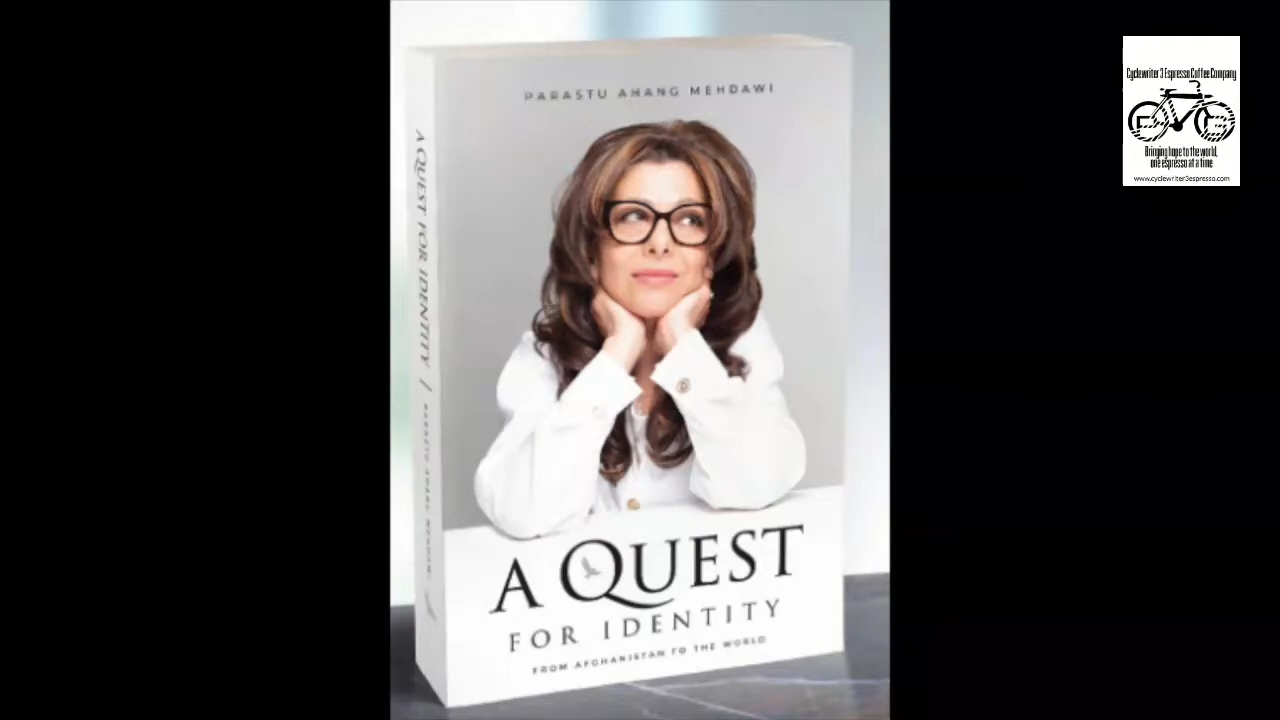 PARASTU AHANG MEHDAWI
A QUEST
FOR IDENTITY
FROM AFGHANISTAN TO THE WORLD
A QUEST FOR IDENTITY | PARASTU AHANG MEHDAWI
Cyclewriter 3 Espresso Coffee Company
Bringing hope to the world,
one espresso at a time
www.cyclewriter3espresso.com